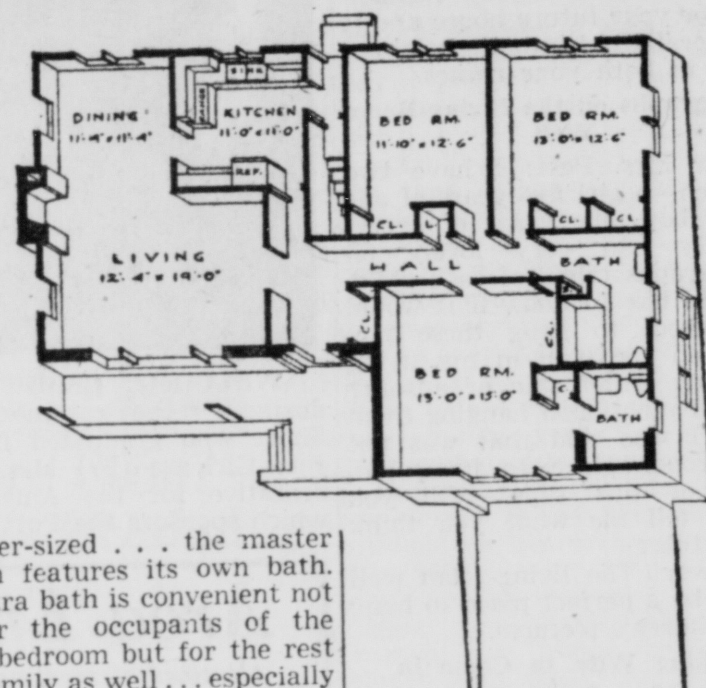 DINING
11'-4" x 11'-4"
SINK
RANGE
KITCHEN
11'-0" x 11'-0"
REF.
BED RM.
11'-10" x 12'-6"
BED RM.
13'-0" x 12'-6"
CL.
L.
CL.
CL.
LIVING
12'-4" x 19'-0"
HALL
BATH
CL.
CL.
BED RM.
13'-0" x 15'-0"
BATH
er-sized . . . the master
features its own bath.
tra bath is convenient not
r the occupants of the
bedroom but for the rest
mily as well . . . especially